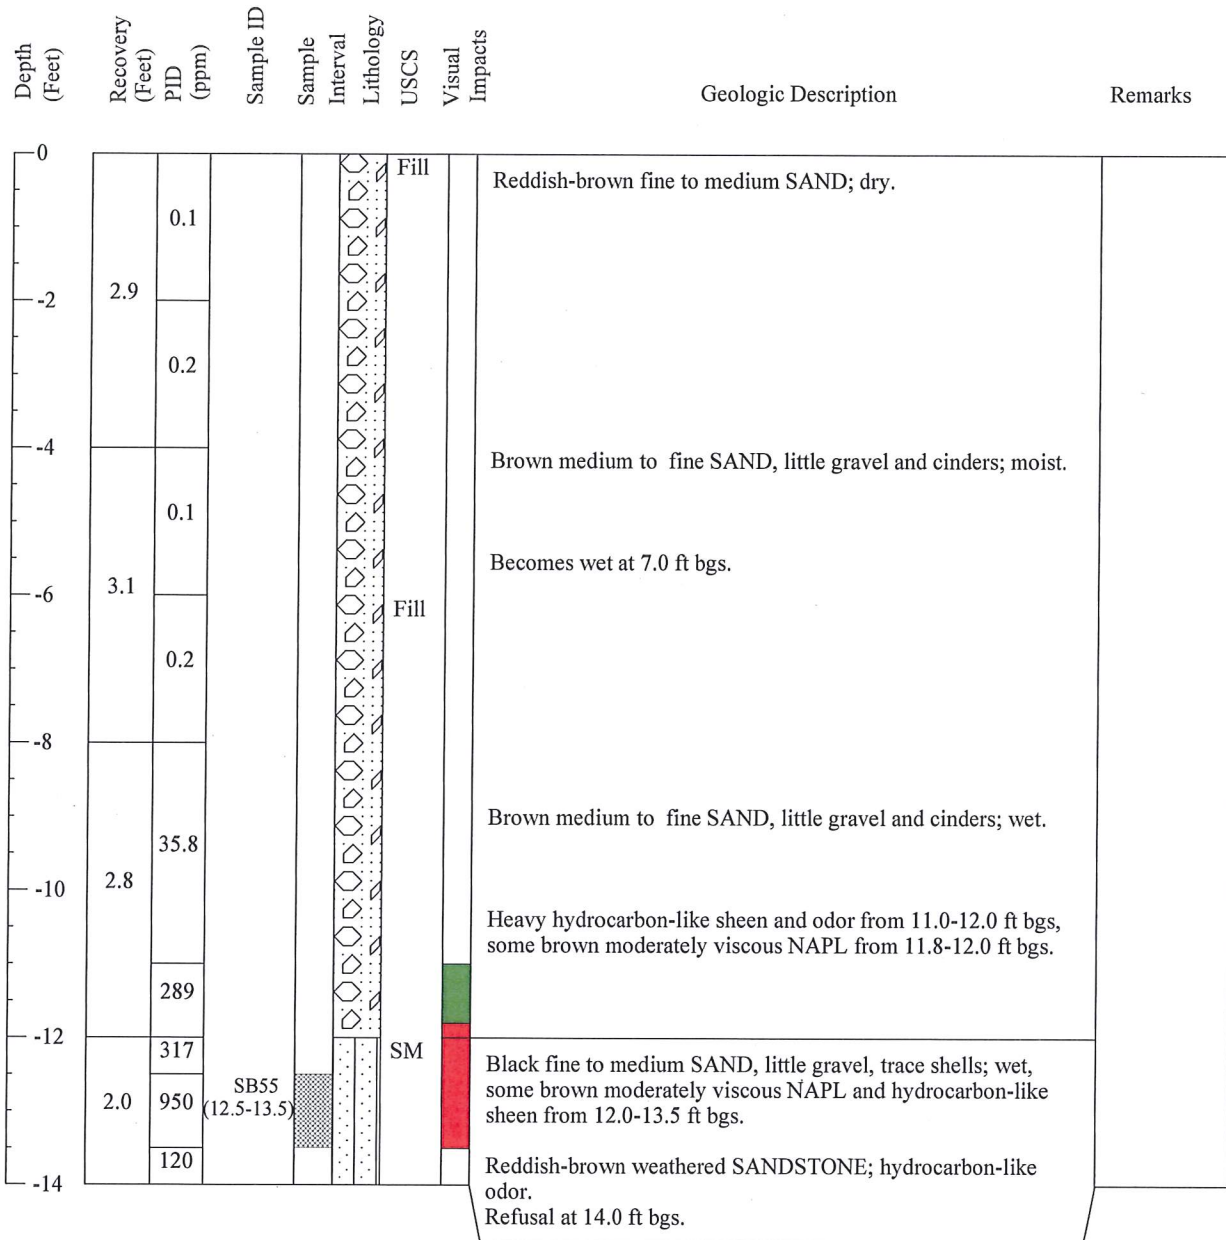 Depth
(Feet)
Recovery
(Feet)
PID
(ppm)
Sample ID
Sample
Interval
Lithology
USCS
Visual
Impacts
Geologic Description
Remarks
0
-2
-4
-6
-8
-10
-12
-14
2.9
3.1
2.8
2.0
0.1
0.2
0.1
0.2
35.8
289
317
950
120
SB55
(12.5-13.5)
Fill
Fill
SM
Reddish-brown fine to medium SAND; dry.
Brown medium to fine SAND, little gravel and cinders; moist.
Becomes wet at 7.0 ft bgs.
Brown medium to fine SAND, little gravel and cinders; wet.
Heavy hydrocarbon-like sheen and odor from 11.0-12.0 ft bgs,
some brown moderately viscous NAPL from 11.8-12.0 ft bgs.
Black fine to medium SAND, little gravel, trace shells; wet,
some brown moderately viscous NAPL and hydrocarbon-like
sheen from 12.0-13.5 ft bgs.
Reddish-brown weathered SANDSTONE; hydrocarbon-like
odor.
Refusal at 14.0 ft bgs.